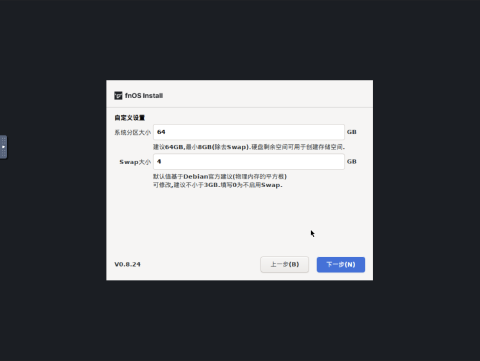 fnOS Install
自定义设置
系统分区大小 64 GB
建议64GB,最小8GB(除去Swap).硬盘剩余空间可用于创建存储空间.
Swap大小 4 GB
默认值基于Debian官方建议(物理内存的平方根)
可修改,建议不小于3GB.填写0为不启用Swap.
V0.8.24 上一步(B) 下一步(N)